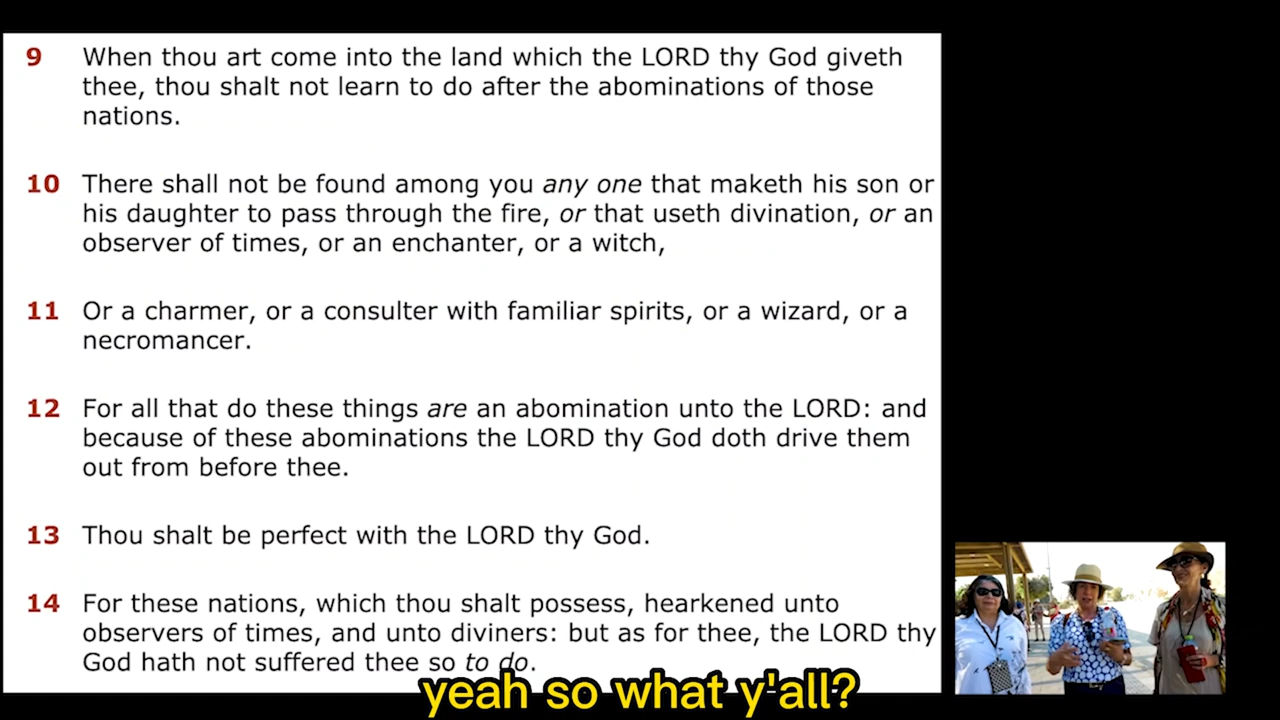 9 When thou art come into the land which the LORD thy God giveth
thee, thou shalt not learn to do after the abominations of those
nations.
10 There shall not be found among you any one that maketh his son or
his daughter to pass through the fire, or that useth divination, or an
observer of times, or an enchanter, or a witch,
11 Or a charmer, or a consulter with familiar spirits, or a wizard, or a
necromancer.
12 For all that do these things are an abomination unto the LORD: and
because of these abominations the LORD thy God doth drive them
out from before thee.
13 Thou shalt be perfect with the LORD thy God.
14 For these nations, which thou shalt possess, hearkened unto
observers of times, and unto diviners: but as for thee, the LORD thy
God hath not suffered thee so to do.
yeah so what y'all?